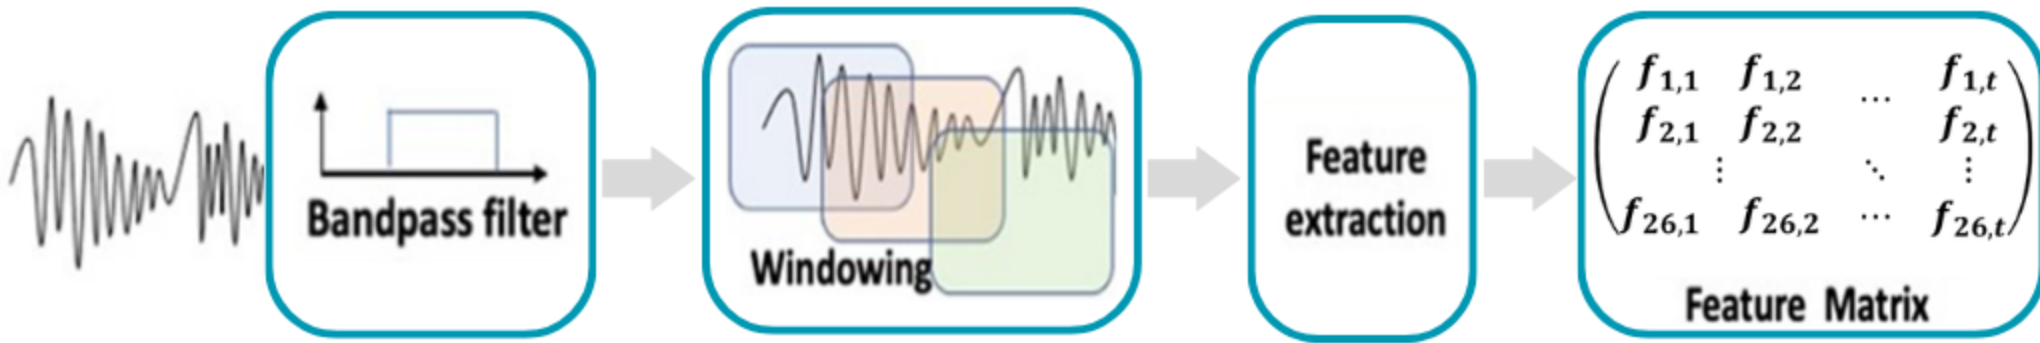 Bandpass filter
Windowing
Feature
extraction
f1,1 f1,2 ... f1,t
f2,1 f2,2 f2,t
⋮ ⋱ ⋮
f26,1 f26,2 ... f26,t
Feature Matrix